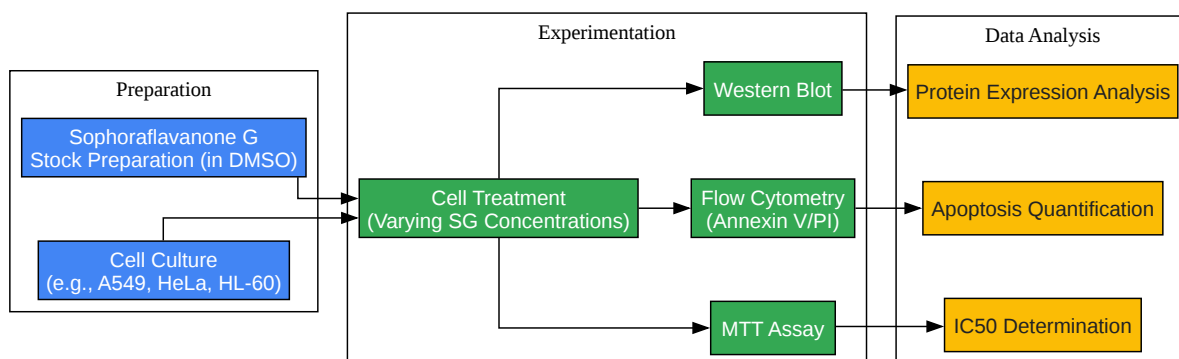 Preparation
Sophoraflavanone G
Stock Preparation (in DMSO)
Cell Culture
(e.g., A549, HeLa, HL-60)
Experimentation
Cell Treatment
(Varying SG Concentrations)
Western Blot
Flow Cytometry
(Annexin V/PI)
MTT Assay
Data Analysis
Protein Expression Analysis
Apoptosis Quantification
IC50 Determination